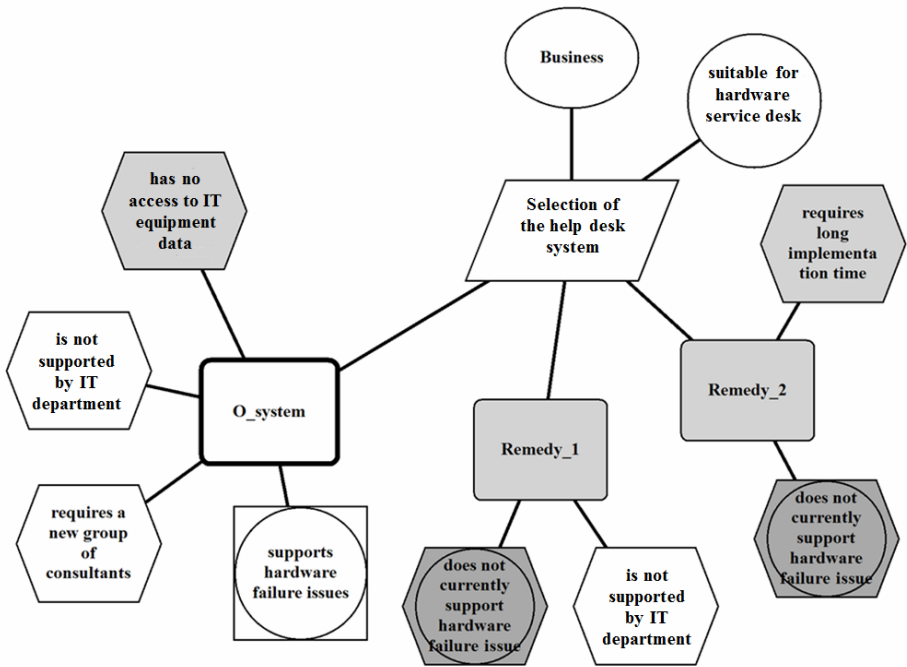 Business
suitable for
hardware
service desk
has no
access to IT
equipment
data
Selection of
the help desk
system
requires
long
implementa
tion time
is not
supported
by IT
department
O_system
Remedy_1
Remedy_2
requires a
new group
of
consultants
supports
hardware
failure issues
does not
currently
support
hardware
failure issue
is not
supported
by IT
department
does not
currently
support
hardware
failure issue